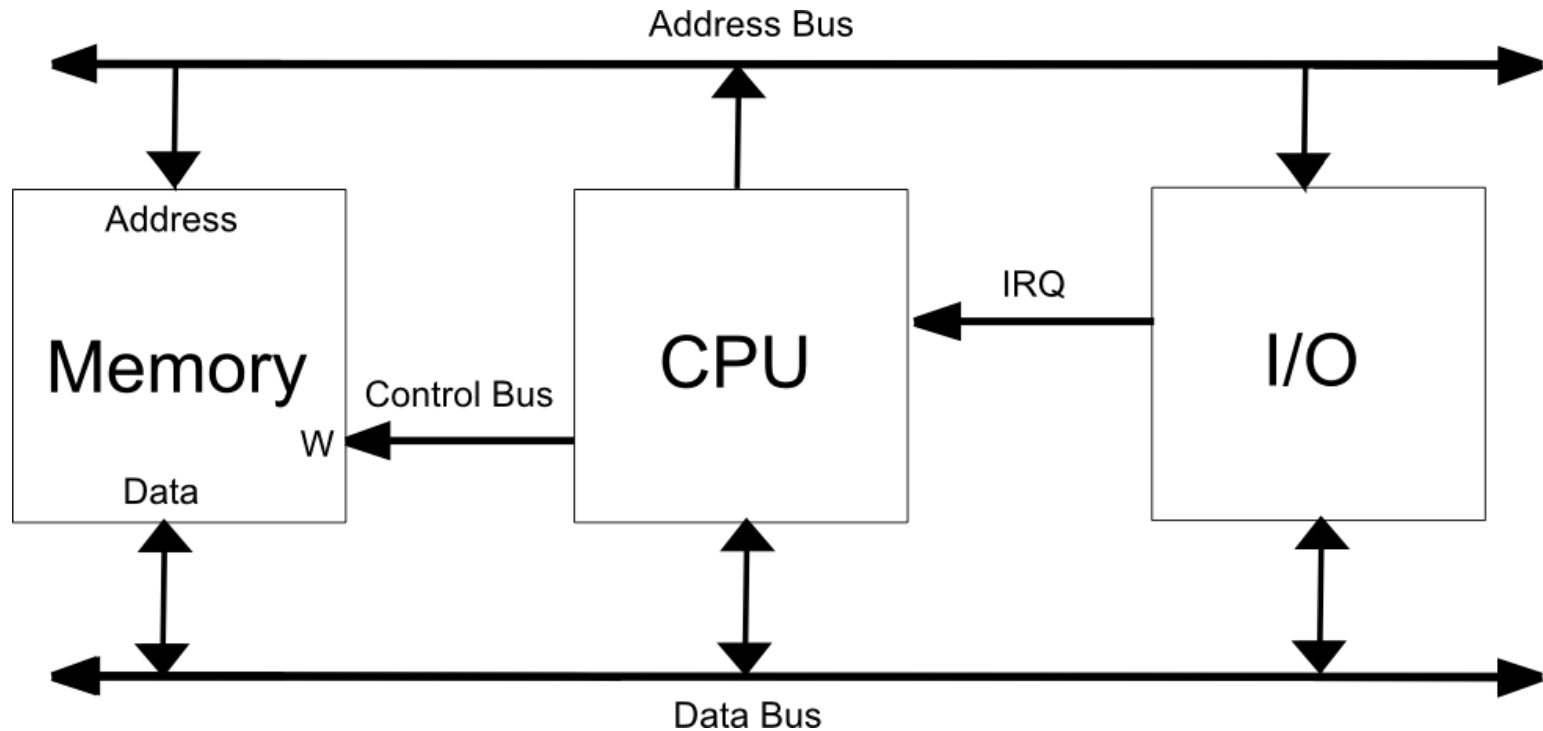 Address Bus
Address
Memory
Control Bus
W
Data
CPU
IRQ
I/O
Data Bus